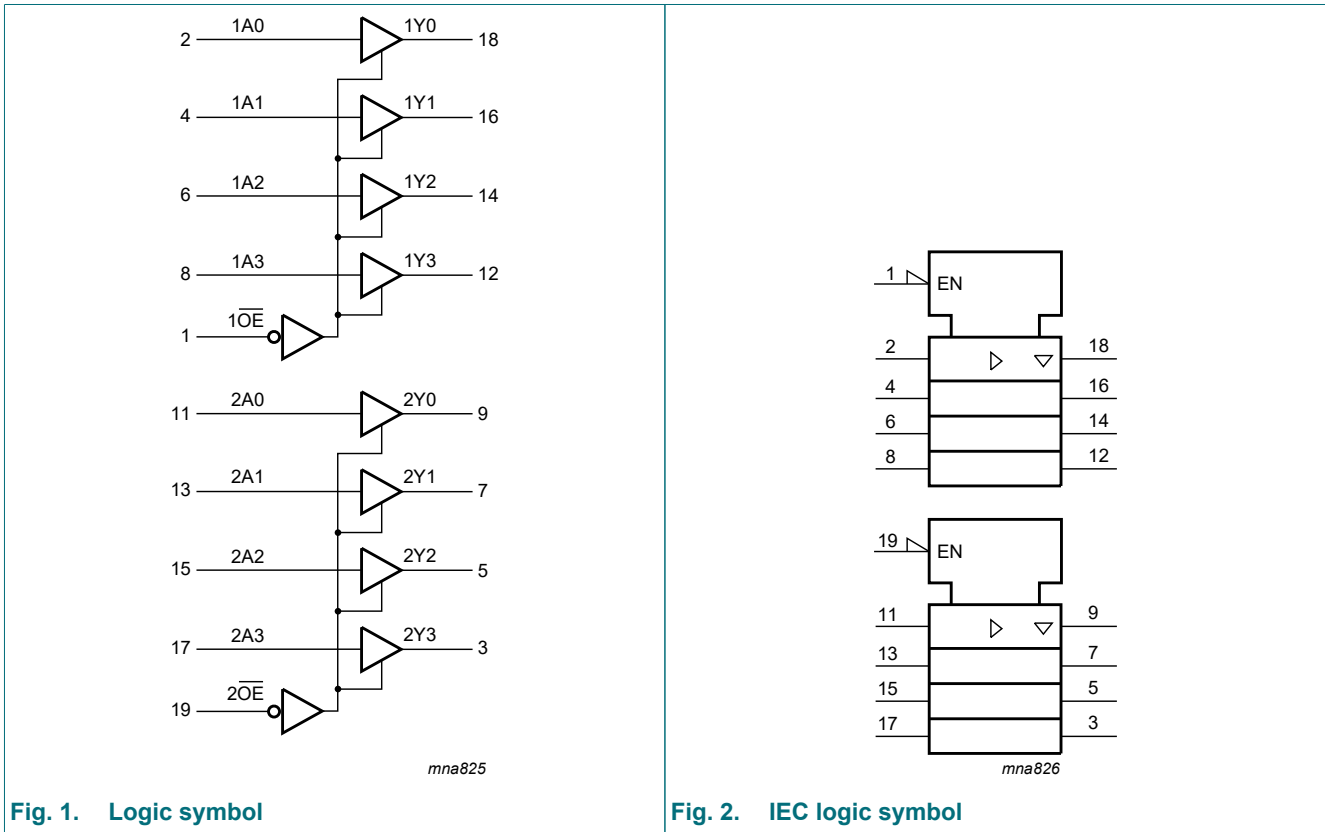 2 1A0 1Y0 18
4 1A1 1Y1 16
6 1A2 1Y2 14
8 1A3 1Y3 12
1 1O̅E̅
11 2A0 2Y0 9
13 2A1 2Y1 7
15 2A2 2Y2 5
17 2A3 2Y3 3
19 2O̅E̅
mna825
Fig. 1. Logic symbol
1 EN
2 18
4 16
6 14
8 12
19 EN
11 9
13 7
15 5
17 3
mna826
Fig. 2. IEC logic symbol